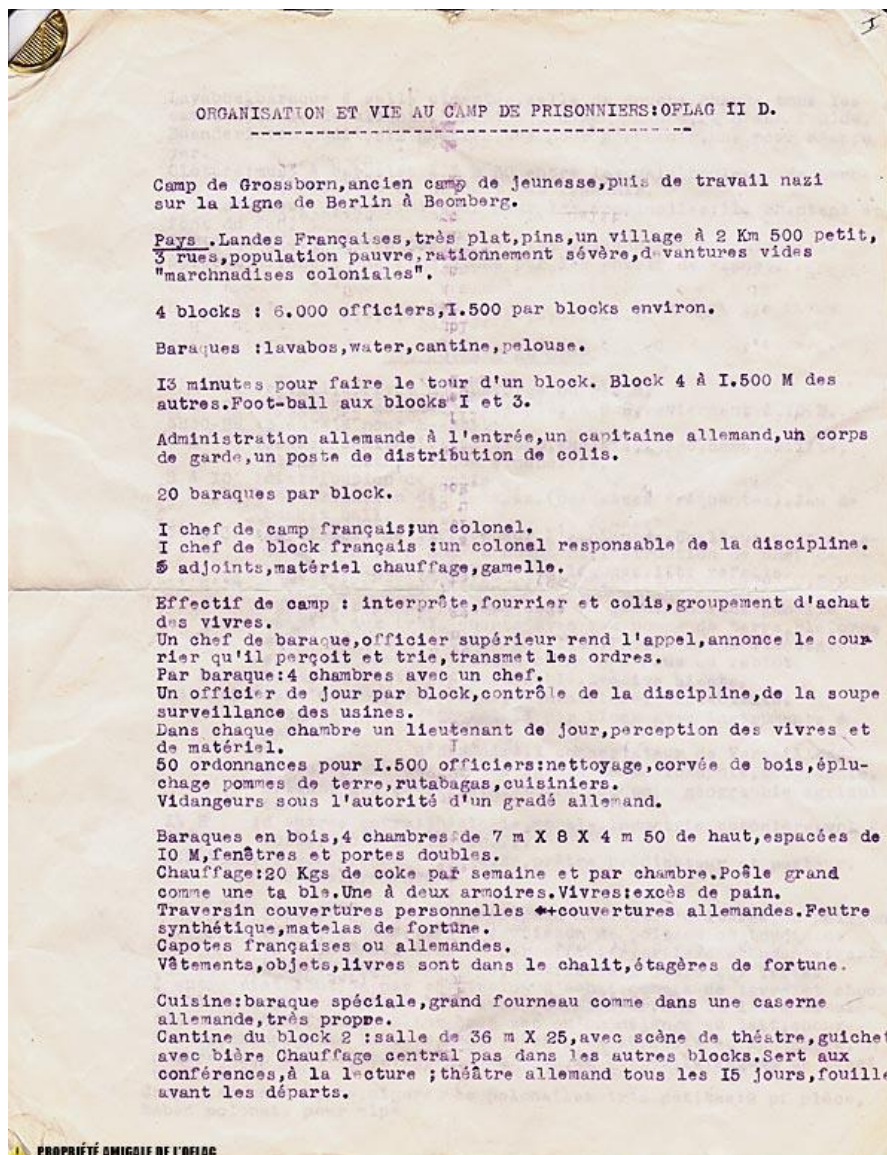 I
ORGANISATION ET VIE AU CAMP DE PRISONNIERS:OFLAG II D.
Camp de Grossborn,ancien camp de jeunesse,puis de travail nazi
sur la ligne de Berlin à Beomberg.
Pays .Landes Françaises,très plat,pins,un village à 2 Km 500 petit,
3 rues,population pauvre,rationnement sévère,devantures vides
"marchnadises coloniales".
4 blocks : 6.000 officiers,I.500 par blocks environ.
Baraques :lavabos,water,cantine,pelouse.
I3 minutes pour faire le tour d'un block. Block 4 à I.500 M des
autres.Foot-ball aux blocks I et 3.
Administration allemande à l'entrée,un capitaine allemand,un corps
de garde,un poste de distribution de colis.
20 baraques par block.
I chef de camp français;un colonel.
I chef de block français :un colonel responsable de la discipline.
5 adjoints,matériel chauffage,gamelle.
Effectif de camp : interprête,fourrier et colis,groupement d'achat
des vivres.
Un chef de baraque,officier supérieur rend l'appel,annonce le cour
rier qu'il perçoit et trie,transmet les ordres.
Par baraque:4 chambres avec un chef.
Un officier de jour par block,contrôle de la discipline,de la soupe
surveillance des usines.
Dans chaque chambre un lieutenant de jour,perception des vivres et
de matériel.
50 ordonnances pour I.500 officiers:nettoyage,corvée de bois,éplu-
chage pommes de terre,rutabagas,cuisiniers.
Vidangeurs sous l'autorité d'un gradé allemand.
Baraques en bois,4 chambres de 7 m X 8 X 4 m 50 de haut,espacées de
IO M,fenêtres et portes doubles.
Chauffage:20 Kgs de coke par semaine et par chambre.Poêle grand
comme une ta ble.Une à deux armoires.Vivres:excès de pain.
Traversin couvertures personnelles +couvertures allemandes.Feutre
synthétique,matelas de fortune.
Capotes françaises ou allemandes.
Vêtements,objets,livres sont dans le chalit,étagères de fortune.
Cuisine:baraque spéciale,grand fourneau comme dans une caserne
allemande,très propre.
Cantine du block 2 :salle de 36 m X 25,avec scène de théatre,guichet
avec bière Chauffage central pas dans les autres blocks.Sert aux
conférences,à la lecture ;théâtre allemand tous les I5 jours,fouille
avant les départs.
PROPRIÉTÉ AMICALE DE L'OFLAG